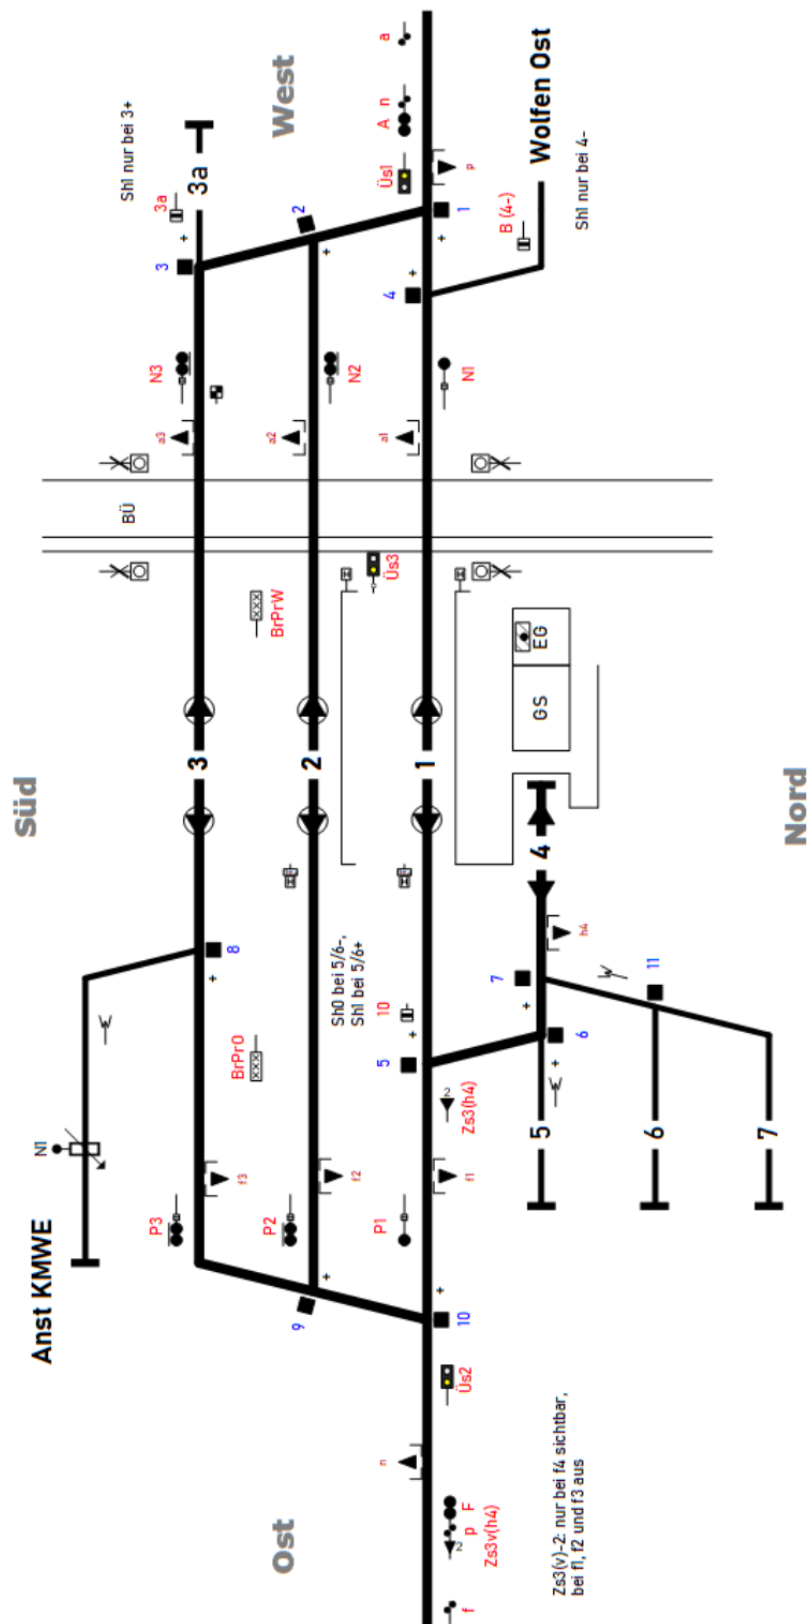 Süd
Anst KMWE
N1
8
BrPrO
P3
f3
P2
f2
P1
f1
9
10
Üs2
n
Ost
F
p
Zs3v(h4)
2
f
Zs3(v)-2: nur bei f4 sichtbar,
bei f1, f2 und f3 aus
3
2
1
4
5
6
7
Sh0 bei 5/6-,
Sh1 bei 5/6+
10
5
2
Zs3(h4)
7
6
11
h4
GS
EG
BrPrW
Üs3
BÜ
a3
a2
a1
N3
N2
N1
3
3a
3a
Sh1 nur bei 3+
2
1
4
West
Üs1
A n
a
p
B (4-)
Wolfen Ost
Sh1 nur bei 4-
Nord